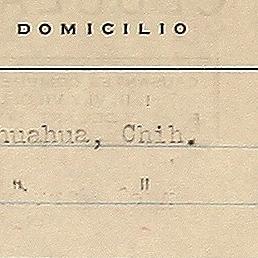 DOMICILIO
huahua, Chih.
". "